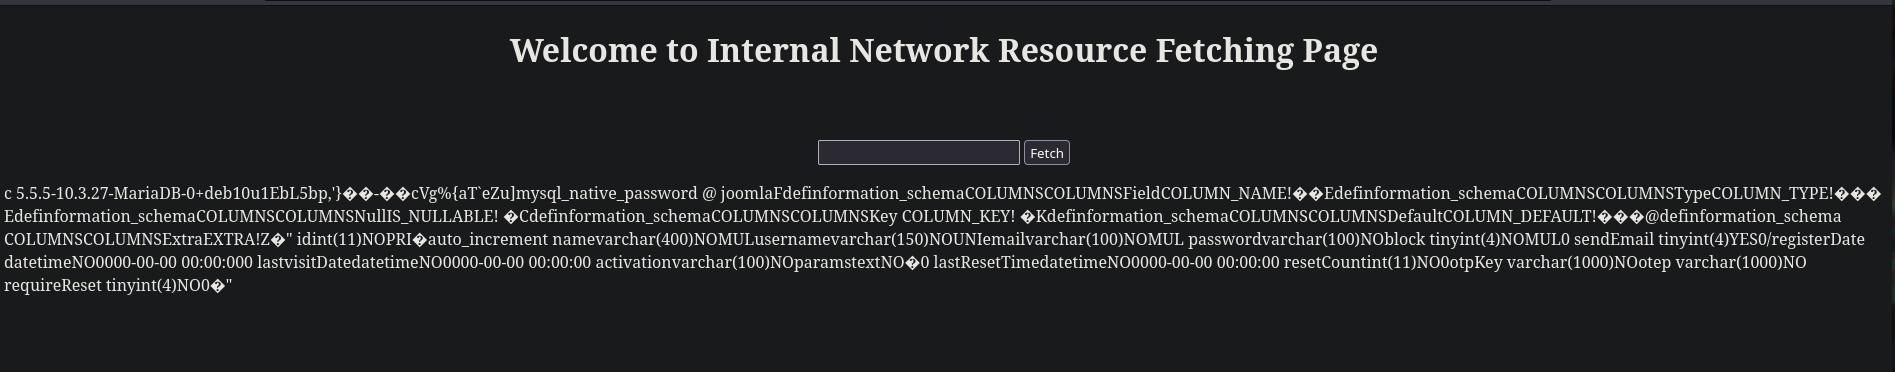 Welcome to Internal Network Resource Fetching Page
Fetch
c 5.5.5-10.3.27-MariaDB-0+deb10u1EbL5bp,'}��-��cVg%{aT`eZu]mysql_native_password @ joomlaFdefinformation_schemaCOLUMNSCOLUMNSFieldCOLUMN_NAME!��Edefinformation_schemaCOLUMNSCOLUMNSTypeCOLUMN_TYPE!���
Edefinformation_schemaCOLUMNSCOLUMNSNullIS_NULLABLE! �Cdefinformation_schemaCOLUMNSCOLUMNSKey COLUMN_KEY! �Kdefinformation_schemaCOLUMNSCOLUMNSDefaultCOLUMN_DEFAULT!���@definformation_schema
COLUMNSCOLUMNSExtraEXTRA!Z�" idint(11)NOPRI�auto_increment namevarchar(400)NOMULusernamevarchar(150)NOUNIemailvarchar(100)NOMUL passwordvarchar(100)NOblock tinyint(4)NOMUL0 sendEmail tinyint(4)YES0/registerDate
datetimeNO0000-00-00 00:00:000 lastvisitDatedatetimeNO0000-00-00 00:00:00 activationvarchar(100)NOparamstextNO�0 lastResetTimedatetimeNO0000-00-00 00:00:00 resetCountint(11)NO0otpKey varchar(1000)NOotep varchar(1000)NO
requireReset tinyint(4)NO0�"